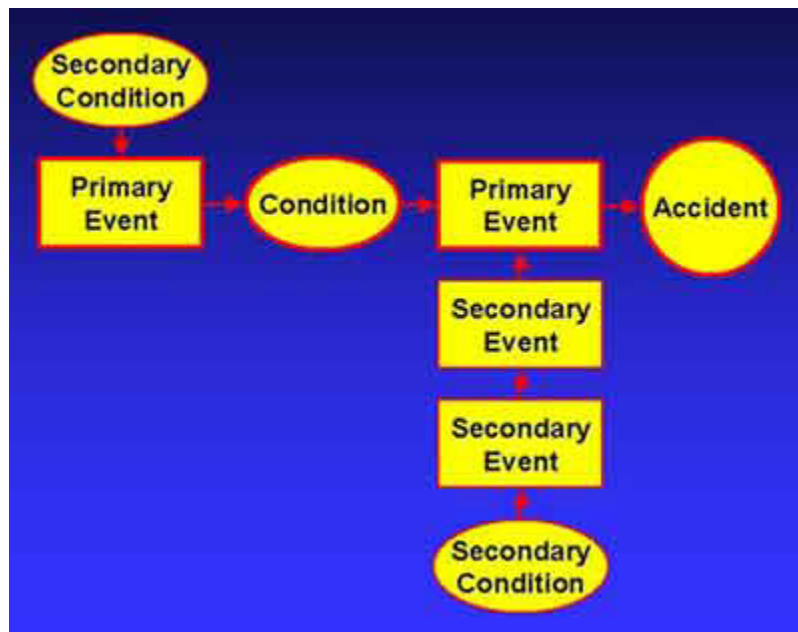 Secondary
Condition
Primary
Event
Condition
Primary
Event
Accident
Secondary
Event
Secondary
Event
Secondary
Condition